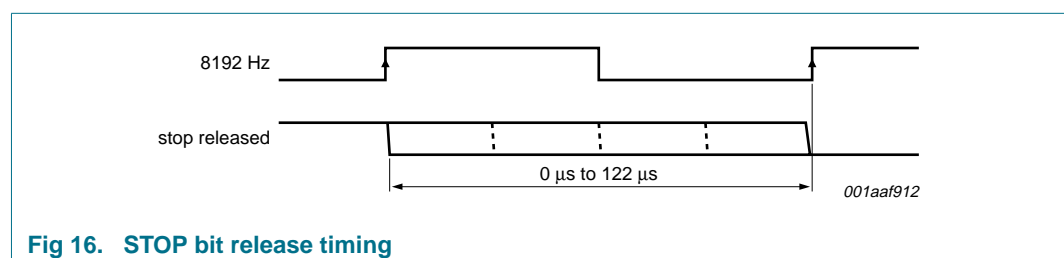 8192 Hz
stop released
0 μs to 122 μs
001aaf912
Fig 16. STOP bit release timing